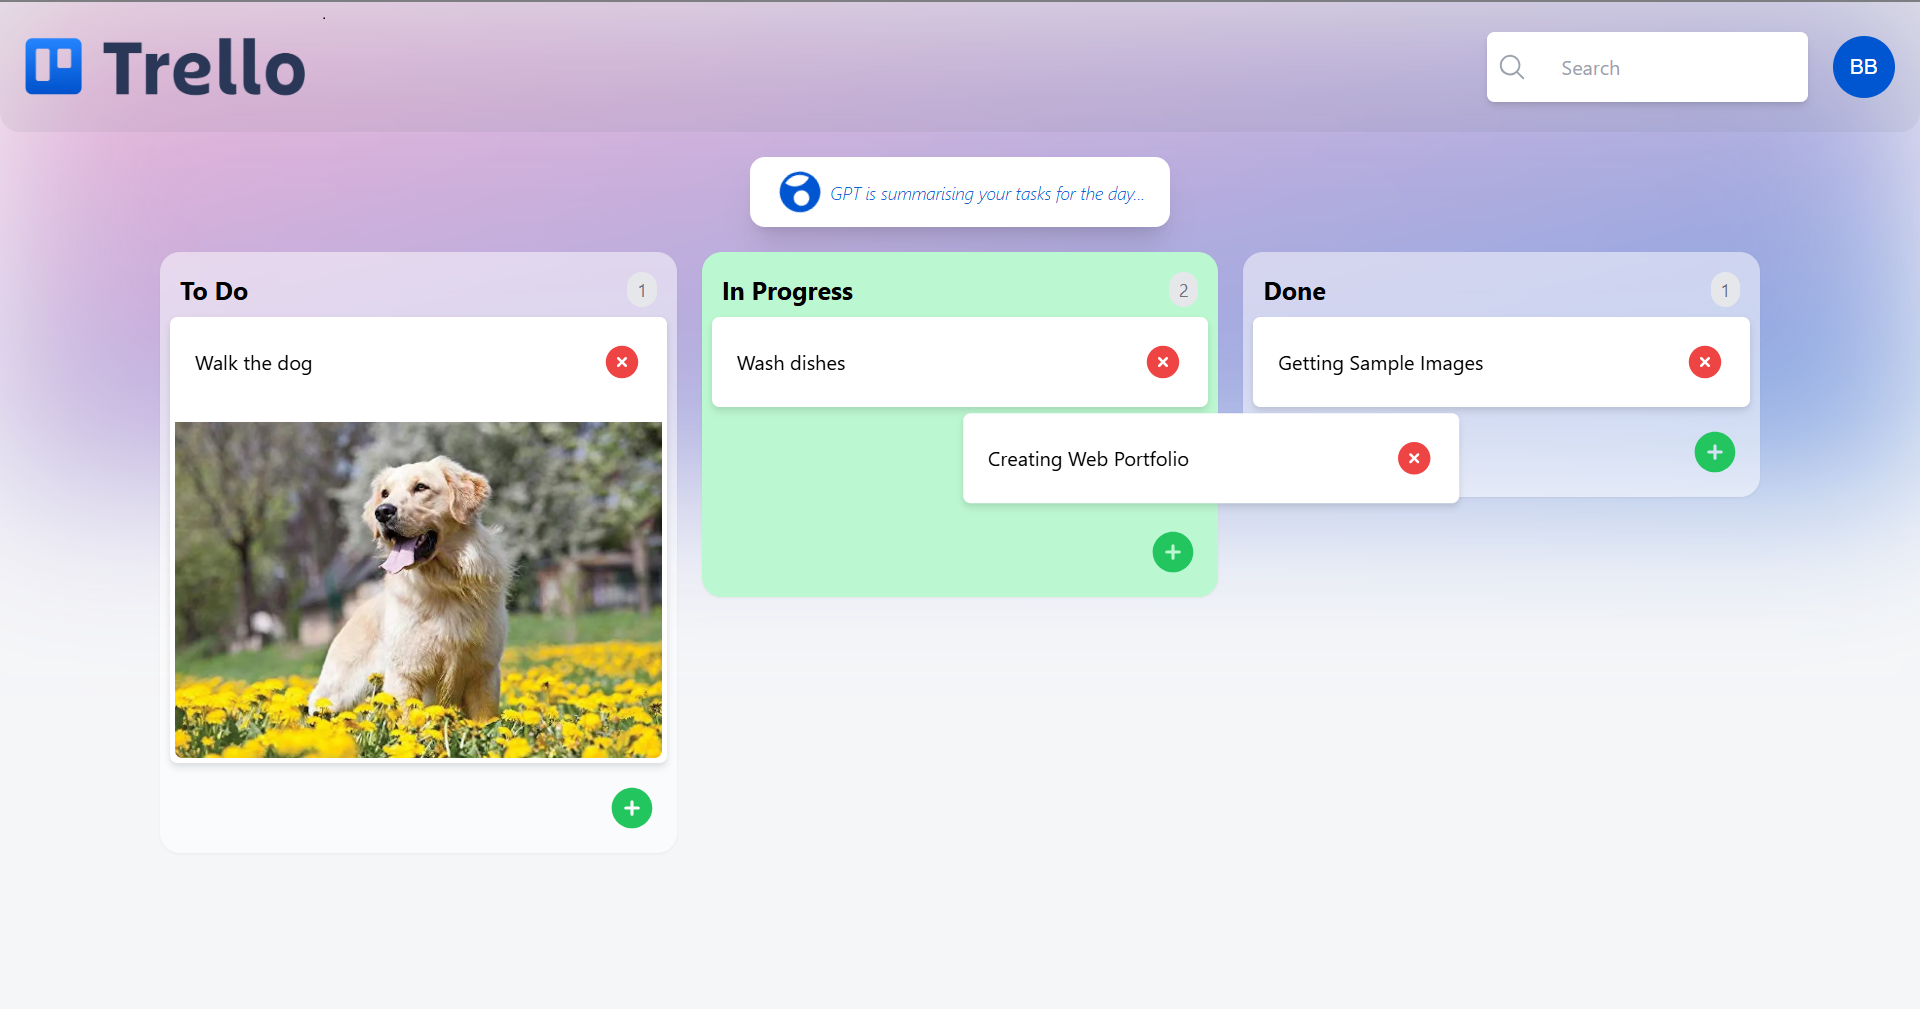 Trello
Search
BB
GPT is summarising your tasks for the day...
To Do
1
Walk the dog
In Progress
2
Wash dishes
Creating Web Portfolio
Done
1
Getting Sample Images